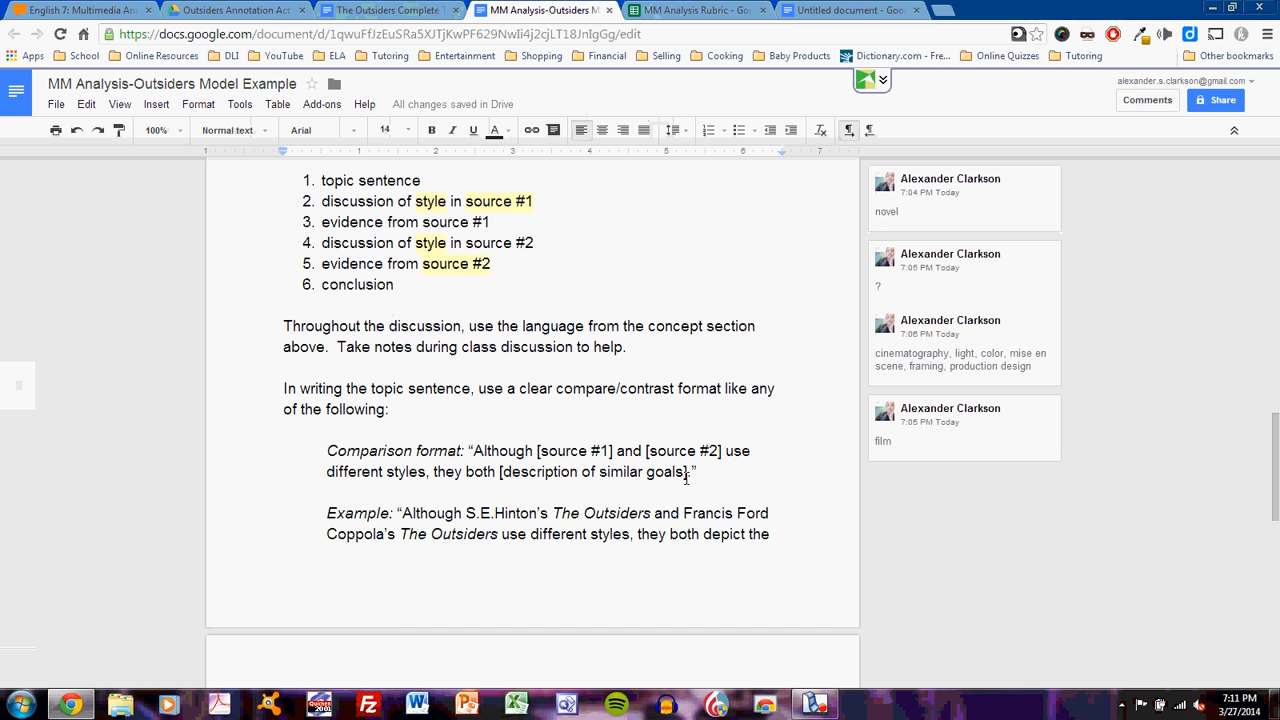 English 7: Multimedia An
Outsiders Annotation Act
The Outsiders Complete T
MM Analysis-Outsiders M
MM Analysis Rubric - Goo
Untitled document - Goo
https://docs.google.com/document/d/
/edit
Apps School Online Resources DLI YouTube ELA Tutoring Entertainment Shopping Financial Selling Cooking Baby Products Dictionary.com - Fre... Online Quizzes Tutoring Other bookmarks
MM Analysis-Outsiders Model Example
alexander.s.clarkson@gmail.com
File Edit View Insert Format Tools Table Add-ons Help All changes saved in Drive
Comments Share
100% Normal text Arial 14 B I U A
1 1 2 3 4 5 6 7
1. topic sentence
2. discussion of style in source #1
3. evidence from source #1
4. discussion of style in source #2
5. evidence from source #2
6. conclusion
Throughout the discussion, use the language from the concept section
above. Take notes during class discussion to help.
In writing the topic sentence, use a clear compare/contrast format like any
of the following:
Comparison format: “Although [source #1] and [source #2] use
different styles, they both [description of similar goals].”
Example: “Although S.E.Hinton’s The Outsiders and Francis Ford
Coppola’s The Outsiders use different styles, they both depict the
Alexander Clarkson
7:04 PM Today
novel
Alexander Clarkson
7:05 PM Today
?
Alexander Clarkson
7:06 PM Today
cinematography, light, color, mise en
scene, framing, production design
Alexander Clarkson
7:05 PM Today
film
Quicken
2001
7:11 PM
3/27/2014